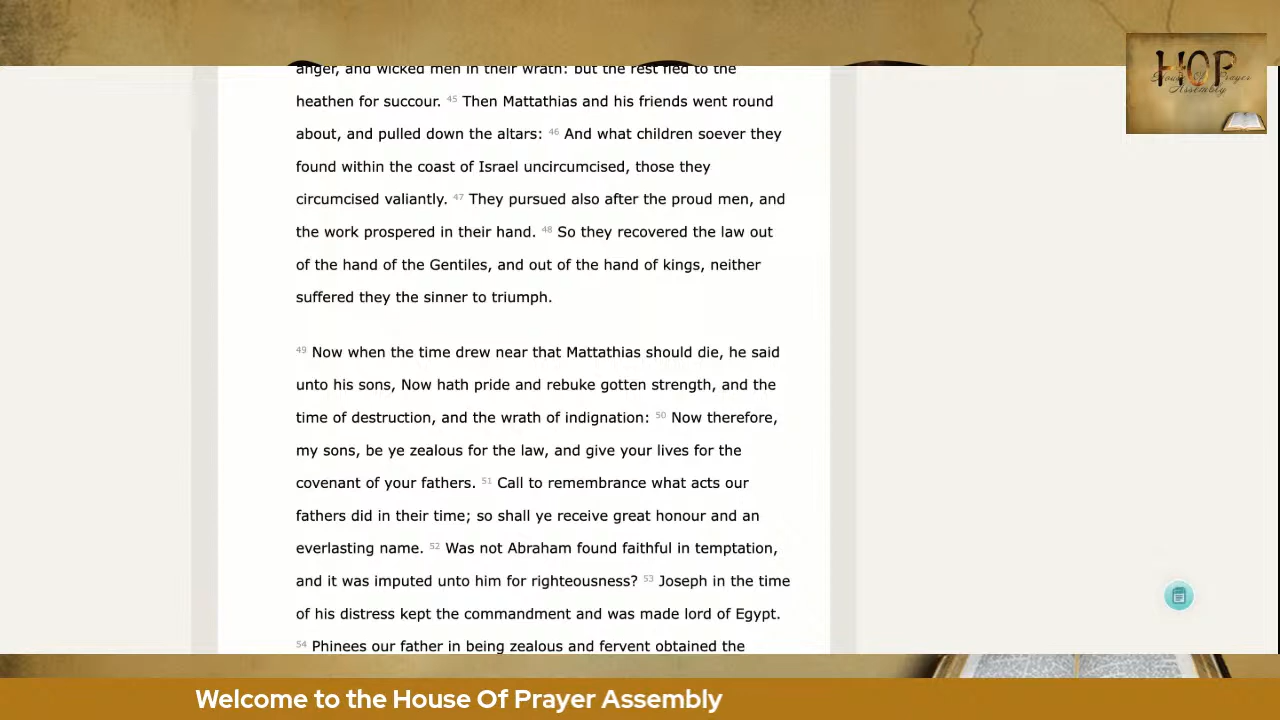 anger, and wicked men in their wrath: but the rest fled to the
heathen for succour. 45 Then Mattathias and his friends went round
about, and pulled down the altars: 46 And what children soever they
found within the coast of Israel uncircumcised, those they
circumcised valiantly. 47 They pursued also after the proud men, and
the work prospered in their hand. 48 So they recovered the law out
of the hand of the Gentiles, and out of the hand of kings, neither
suffered they the sinner to triumph.
49 Now when the time drew near that Mattathias should die, he said
unto his sons, Now hath pride and rebuke gotten strength, and the
time of destruction, and the wrath of indignation: 50 Now therefore,
my sons, be ye zealous for the law, and give your lives for the
covenant of your fathers. 51 Call to remembrance what acts our
fathers did in their time; so shall ye receive great honour and an
everlasting name. 52 Was not Abraham found faithful in temptation,
and it was imputed unto him for righteousness? 53 Joseph in the time
of his distress kept the commandment and was made lord of Egypt.
54 Phinees our father in being zealous and fervent obtained the
HOP
House Of Prayer
Assembly
Welcome to the House Of Prayer Assembly